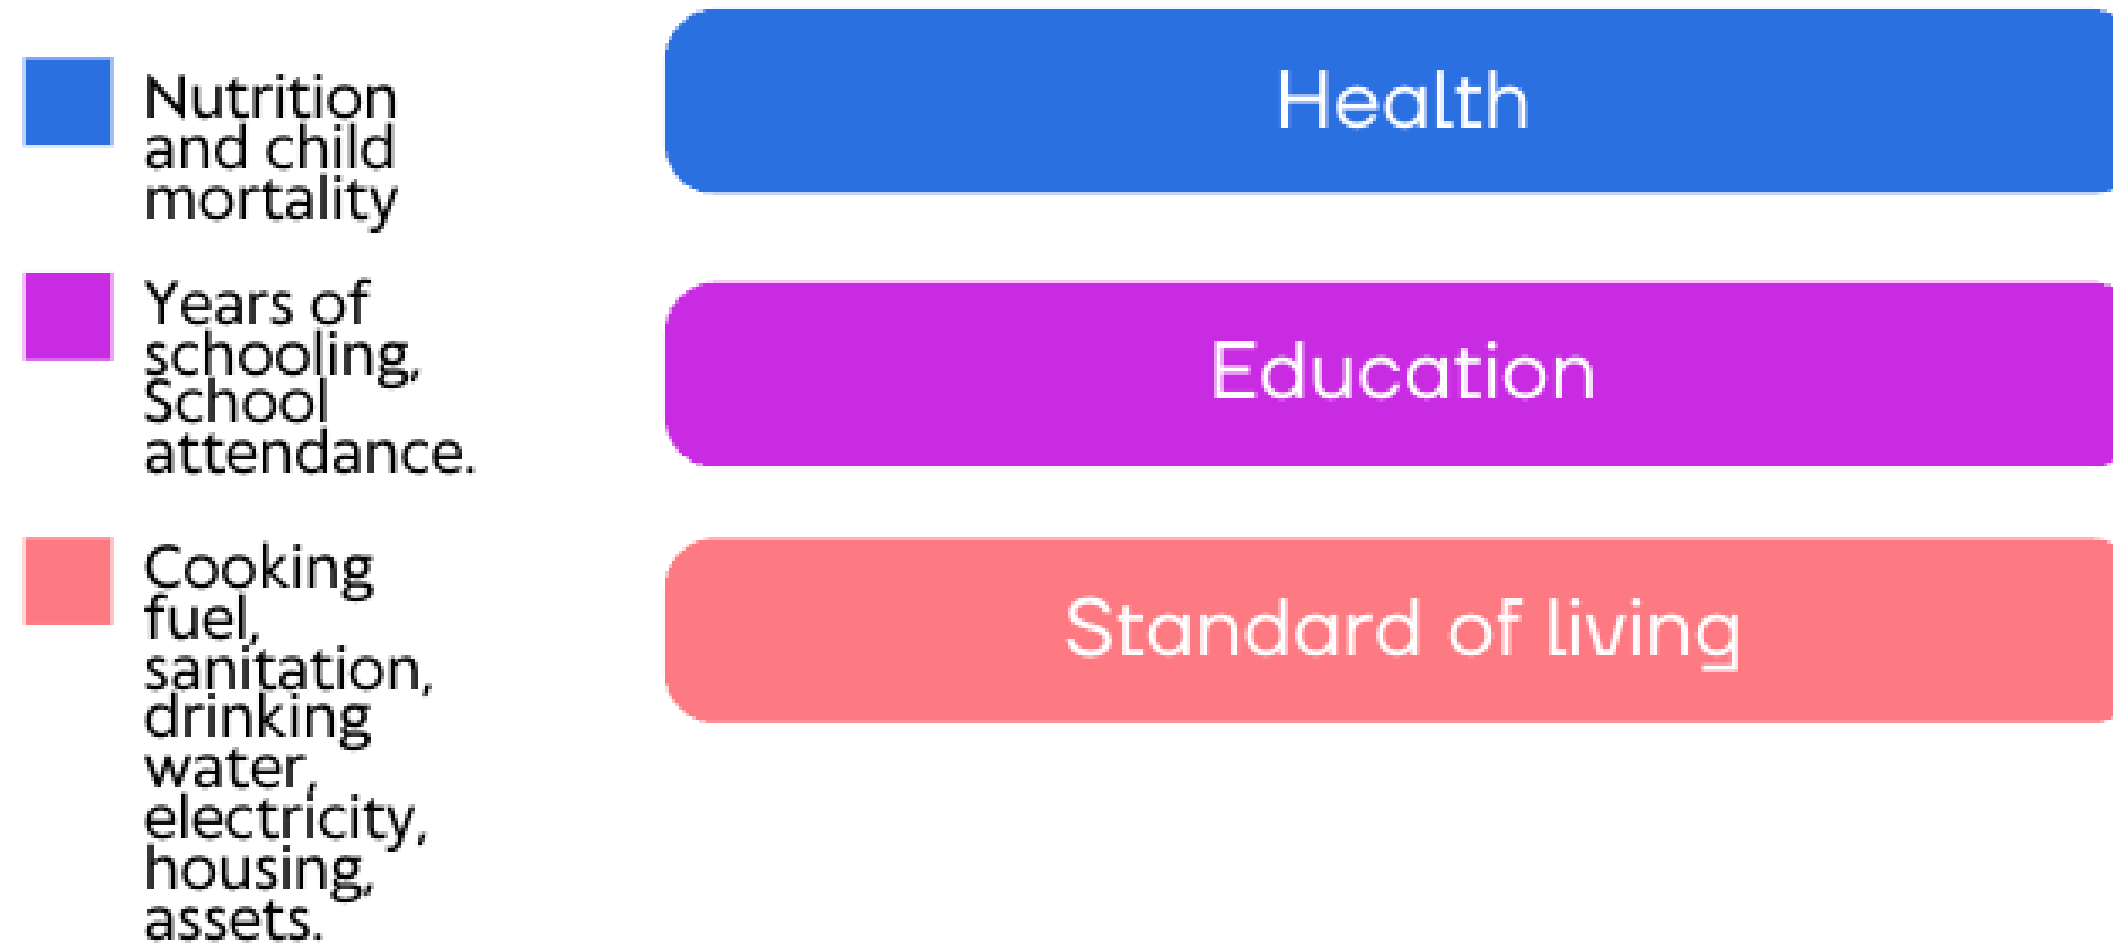 Nutrition
and child
mortality
Health
Years of
schooling,
School
attendance.
Education
Cooking
fuel,
sanitation,
drinking
water,
electricity,
housing,
assets.
Standard of living